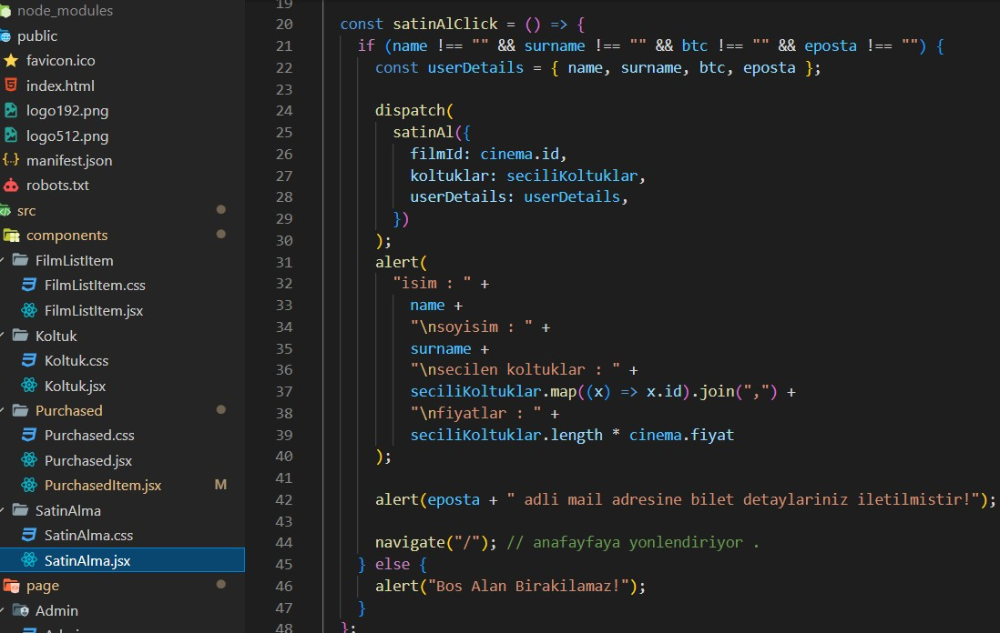 node_modules
public
favicon.ico
index.html
logo192.png
logo512.png
manifest.json
robots.txt
src
components
FilmListItem
FilmListItem.css
FilmListItem.jsx
Koltuk
Koltuk.css
Koltuk.jsx
Purchased
Purchased.css
Purchased.jsx
PurchasedItem.jsx M
SatinAlma
SatinAlma.css
SatinAlma.jsx
page
Admin
19
20 const satinAlClick = () => {
21 if (name !== "" && surname !== "" && btc !== "" && eposta !== "") {
22 const userDetails = { name, surname, btc, eposta };
23
24 dispatch(
25 satinAl({
26 filmId: cinema.id,
27 koltuklar: seciliKoltuklar,
28 userDetails: userDetails,
29 })
30 );
31 alert(
32 "isim : " +
33 name +
34 "\nsoyisim : " +
35 surname +
36 "\nsecilen koltuklar : " +
37 seciliKoltuklar.map((x) => x.id).join(",") +
38 "\nfiyatlar : " +
39 seciliKoltuklar.length * cinema.fiyat
40 );
41
42 alert(eposta + " adli mail adresine bilet detaylariniz iletilmistir!");
43
44 navigate("/"); // anafayfaya yonlendiriyor .
45 } else {
46 alert("Bos Alan Birakilamaz!");
47 }
48 };